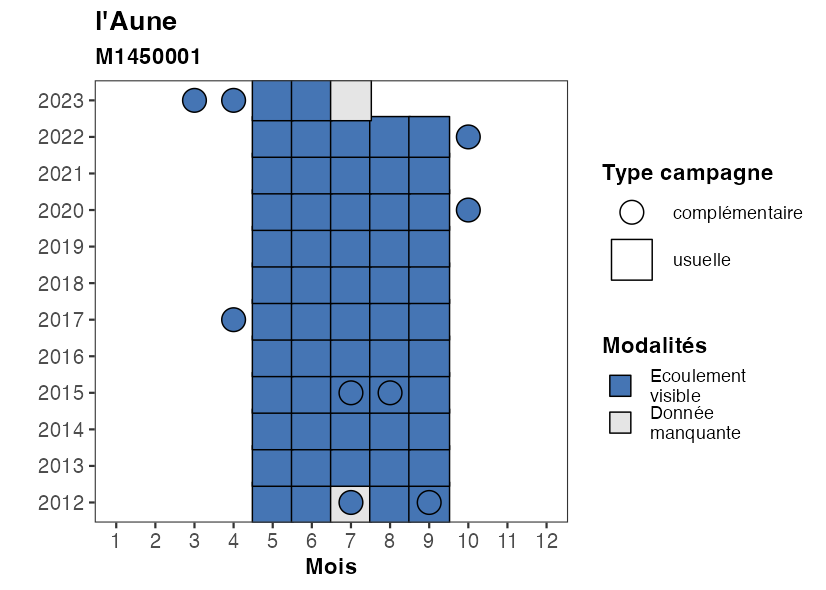 l'Aune
M1450001
2023
2022
2021
2020
2019
2018
2017
2016
2015
2014
2013
2012
1 2 3 4 5 6 7 8 9 10 11 12
Mois
Type campagne
complémentaire
usuelle
Modalités
Ecoulement
visible
Donnée
manquante